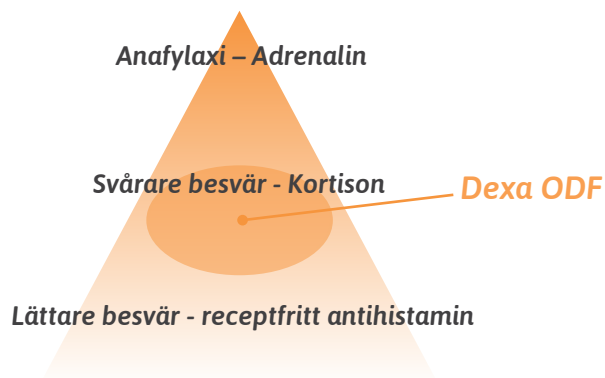 Anafylaxi – Adrenalin
Svårare besvär - Kortison
Dexa ODF
Lättare besvär - receptfritt antihistamin